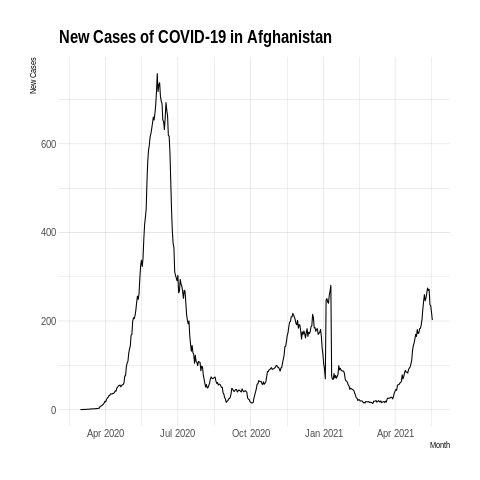 New Cases of COVID-19 in Afghanistan
New Cases
600
400
200
0
Apr 2020 Jul 2020 Oct 2020 Jan 2021 Apr 2021
Month